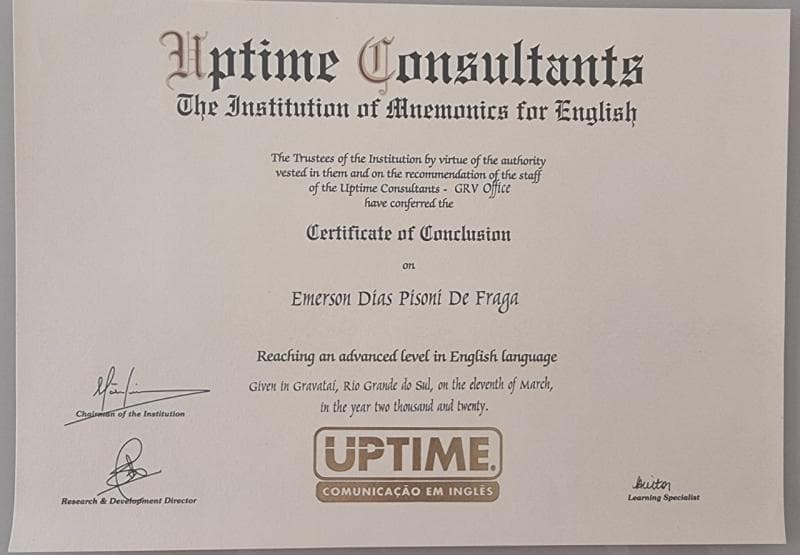 Uptime Consultants
The Institution of Mnemonics for English
The Trustees of the Institution by virtue of the authority
vested in them and on the recommendation of the staff
of the Uptime Consultants - GRV Office
have conferred the
Certificate of Conclusion
on
Emerson Dias Pisoni De Fraga
Reaching an advanced level in English language
Given in Gravataí, Rio Grande do Sul, on the eleventh of March,
in the year two thousand and twenty.
Chairman of the Institution
UPTIME.
COMUNICAÇÃO EM INGLÊS
Research & Development Director
Learning Specialist